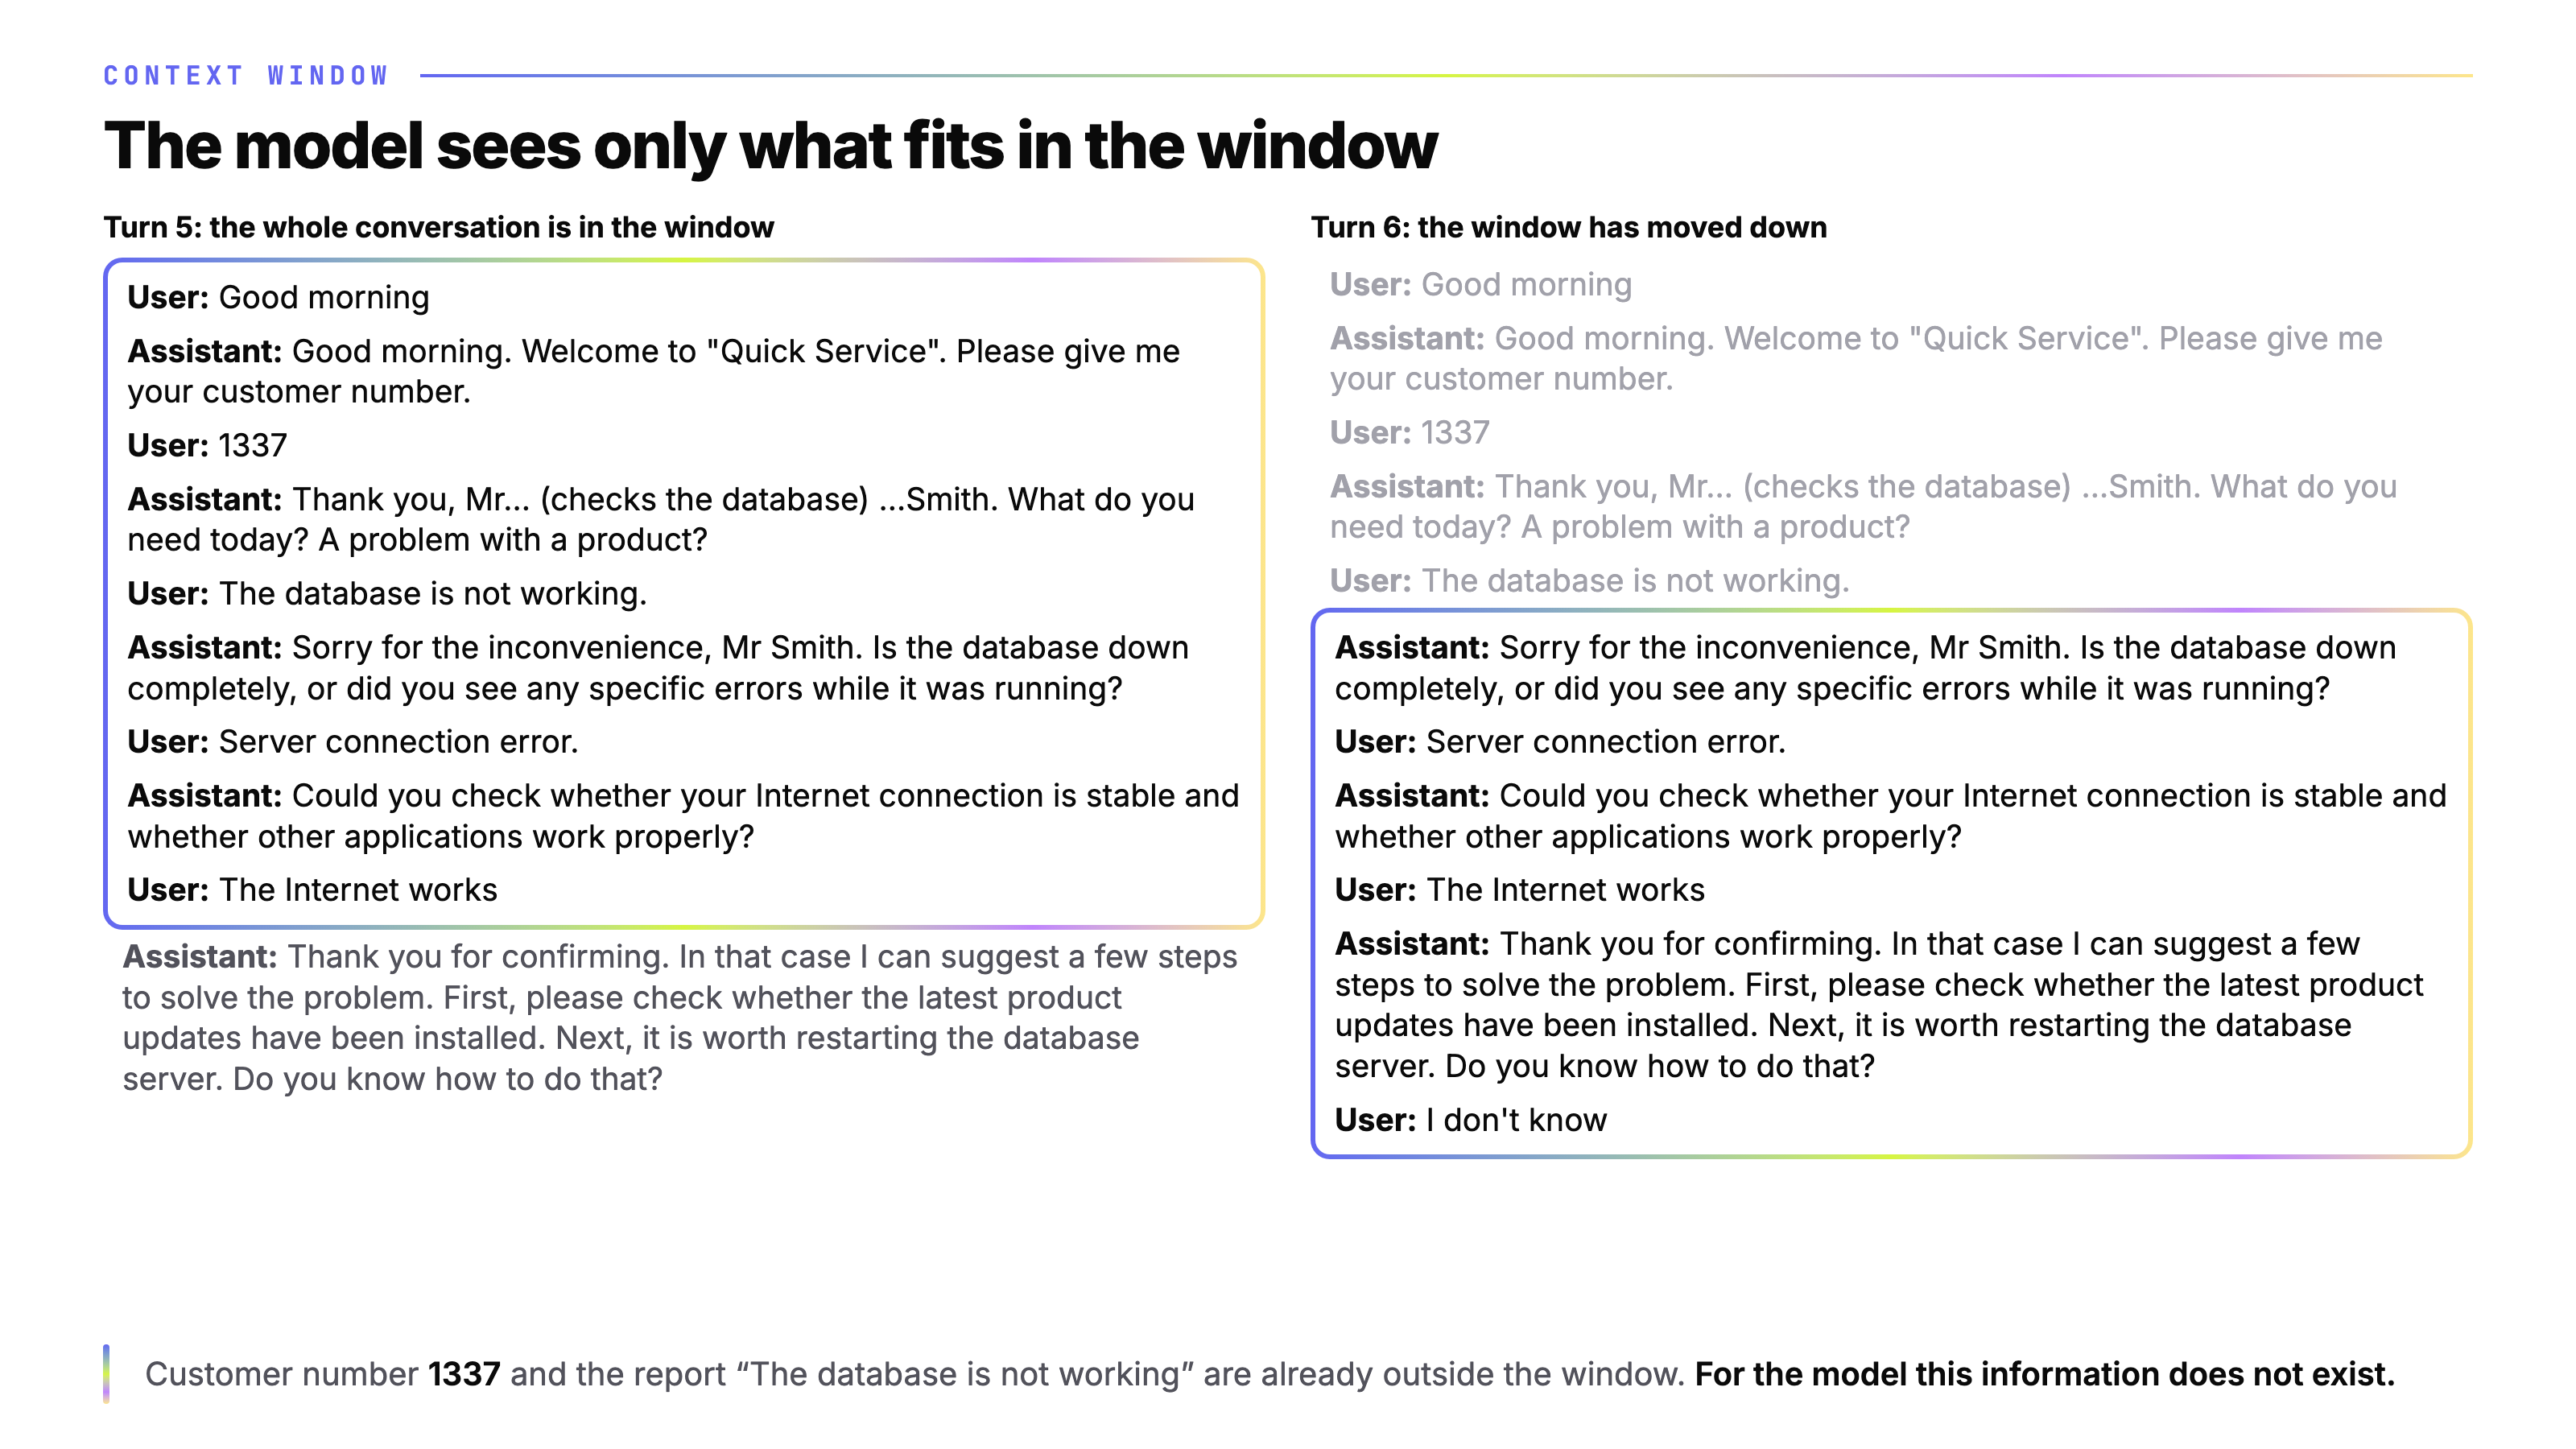 CONTEXT WINDOW
The model sees only what fits in the window
Turn 5: the whole conversation is in the window
User: Good morning
Assistant: Good morning. Welcome to "Quick Service". Please give me
your customer number.
User: 1337
Assistant: Thank you, Mr... (checks the database) ...Smith. What do you
need today? A problem with a product?
User: The database is not working.
Assistant: Sorry for the inconvenience, Mr Smith. Is the database down
completely, or did you see any specific errors while it was running?
User: Server connection error.
Assistant: Could you check whether your Internet connection is stable and
whether other applications work properly?
User: The Internet works
Assistant: Thank you for confirming. In that case I can suggest a few steps
to solve the problem. First, please check whether the latest product
updates have been installed. Next, it is worth restarting the database
server. Do you know how to do that?
Turn 6: the window has moved down
User: Good morning
Assistant: Good morning. Welcome to "Quick Service". Please give me
your customer number.
User: 1337
Assistant: Thank you, Mr... (checks the database) ...Smith. What do you
need today? A problem with a product?
User: The database is not working.
Assistant: Sorry for the inconvenience, Mr Smith. Is the database down
completely, or did you see any specific errors while it was running?
User: Server connection error.
Assistant: Could you check whether your Internet connection is stable and
whether other applications work properly?
User: The Internet works
Assistant: Thank you for confirming. In that case I can suggest a few
steps to solve the problem. First, please check whether the latest product
updates have been installed. Next, it is worth restarting the database
server. Do you know how to do that?
User: I don't know
Customer number 1337 and the report “The database is not working” are already outside the window. For the model this information does not exist.